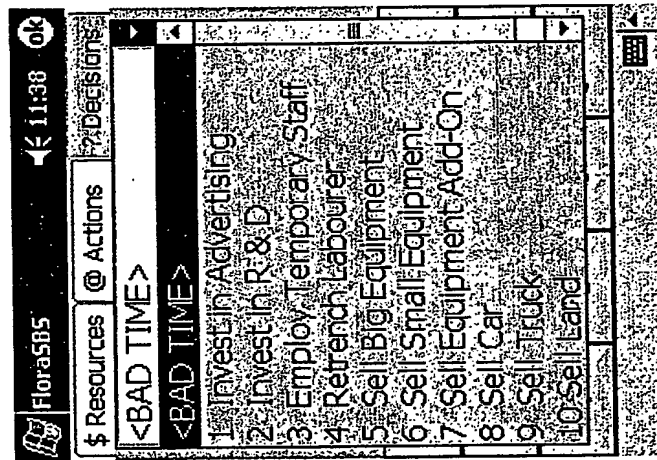 FloraSBS 11:38 ok
$ Resources @ Actions ? Decisions
<BAD TIME>
<BAD TIME>
1 Invest in Advertising
2 Invest in R & D
3 Employ Temporary Staff
4 Retrench Labourer
5 Sell Big Equipment
6 Sell Small Equipment
7 Sell Equipment Add-On
8 Sell Car
9 Sell Truck
10 Sell Land